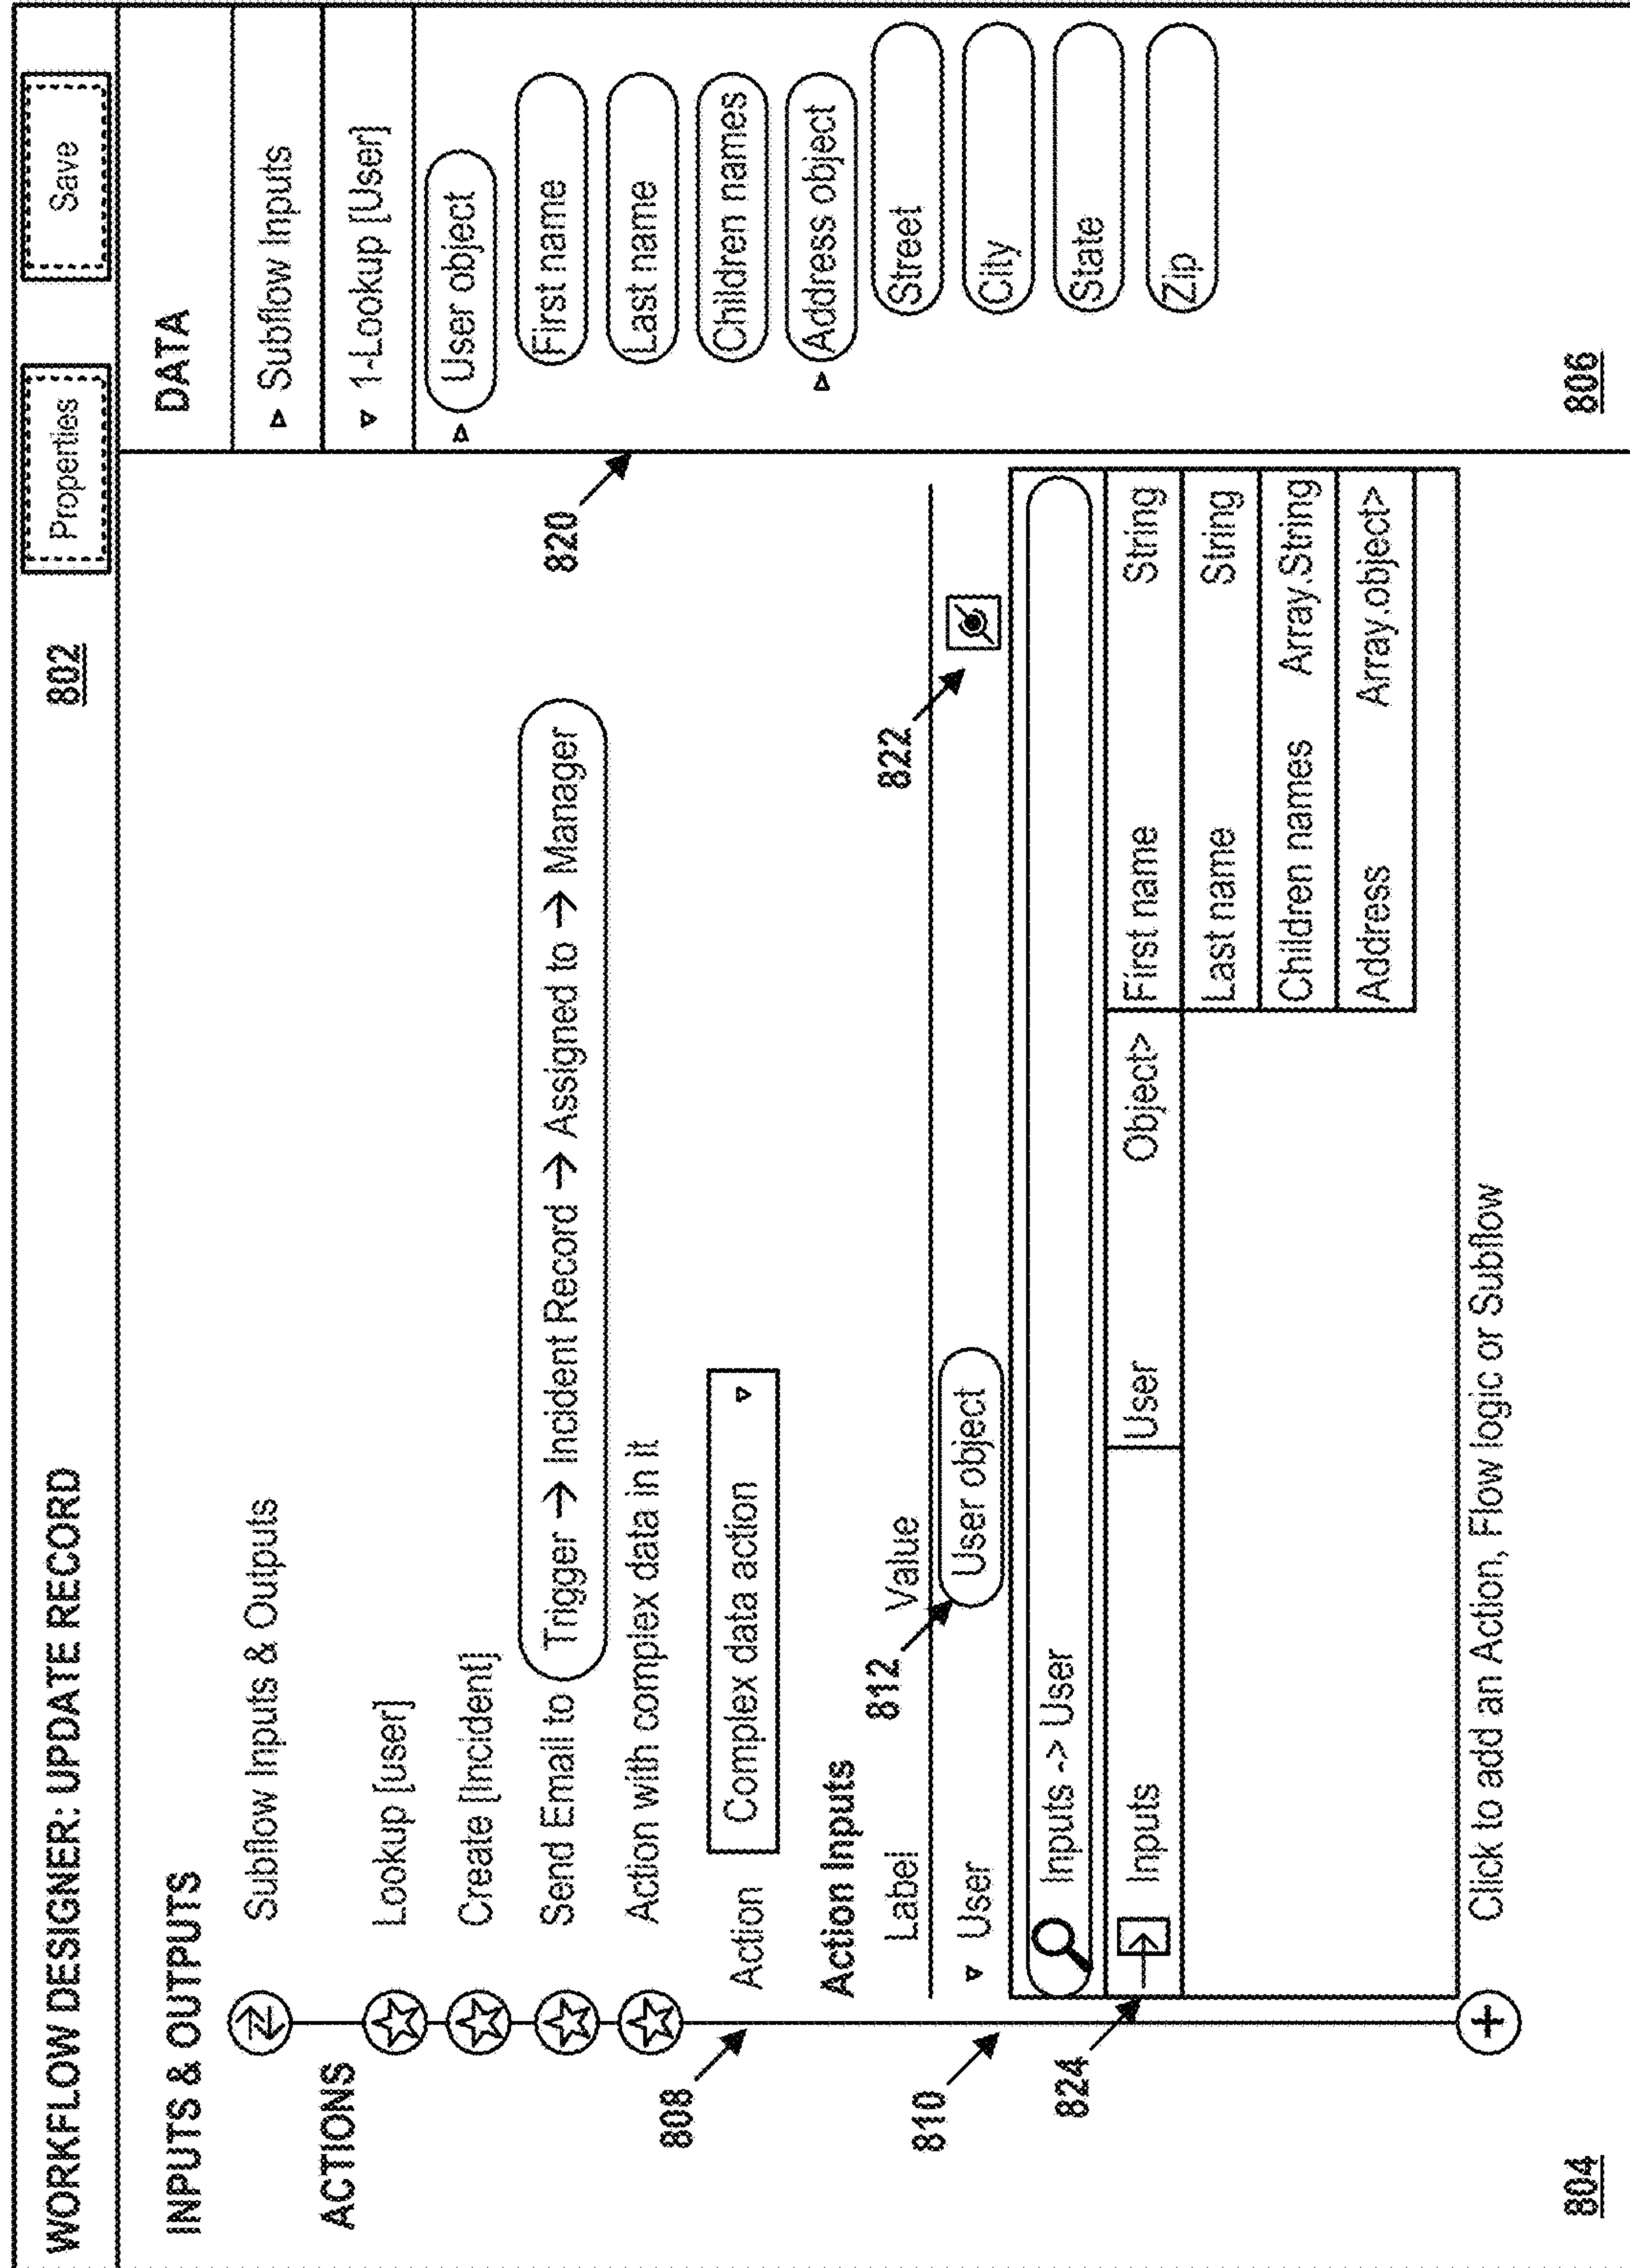 WORKFLOW DESIGNER: UPDATE RECORD 802 Properties Save
INPUTS & OUTPUTS
Subflow Inputs & Outputs
ACTIONS
Lookup [user]
Create [Incident]
Send Email to Trigger → Incident Record → Assigned to → Manager
Action with complex data in it
808
Action Complex data action
Action Inputs
Label Value
812
822
810
User User object
Inputs -> User
824
Inputs User Object> First name String
Last name String
Children names Array.String
Address Array.object>
Click to add an Action, Flow logic or Subflow
804
DATA
Subflow Inputs
1-Lookup [User]
User object
820
First name
Last name
Children names
Address object
Street
City
State
Zip
806